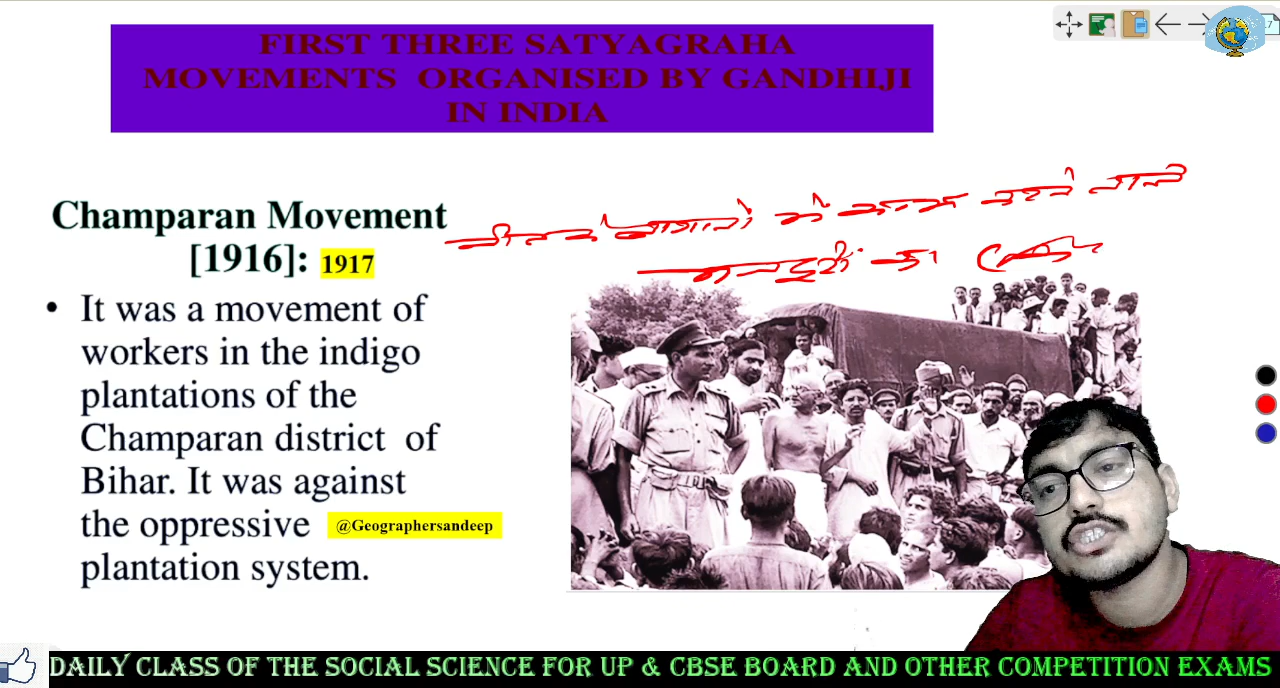 FIRST THREE SATYAGRAHA
MOVEMENTS ORGANISED BY GANDHIJI
IN INDIA
Champaran Movement
[1916]: 1917
नील के बागानों में काम करने वाले
मजदूरों का
• It was a movement of
workers in the indigo
plantations of the
Champaran district of
Bihar. It was against
the oppressive @Geographersandeep
plantation system.
DAILY CLASS OF THE SOCIAL SCIENCE FOR UP & CBSE BOARD AND OTHER COMPETITION EXAMS